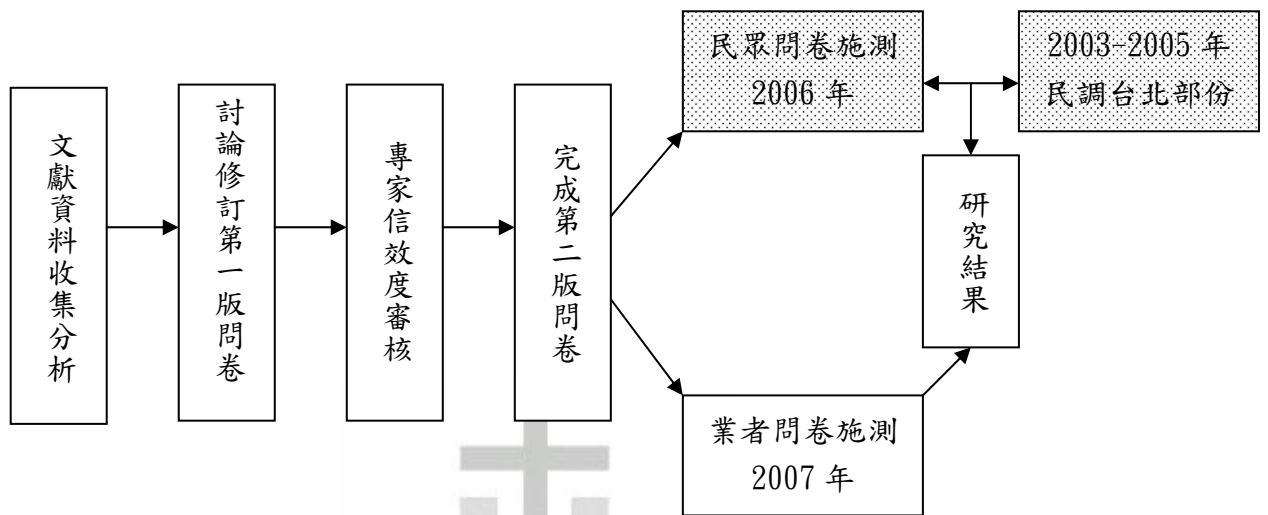 文獻資料收集分析
討論修訂第一版問卷
專家信效度審核
完成第二版問卷
民眾問卷施測
2006 年
2003-2005 年
民調台北部份
研究結果
業者問卷施測
2007 年